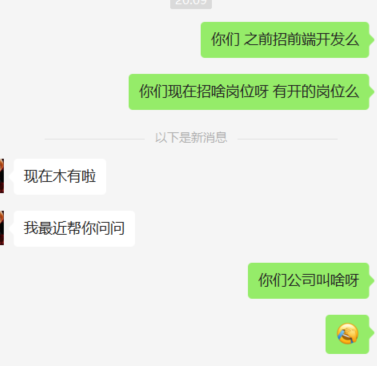 20:09
你们 之前招前端开发么
你们现在招啥岗位呀 有开的岗位么
以下是新消息
现在木有啦
我最近帮你问问
你们公司叫啥呀